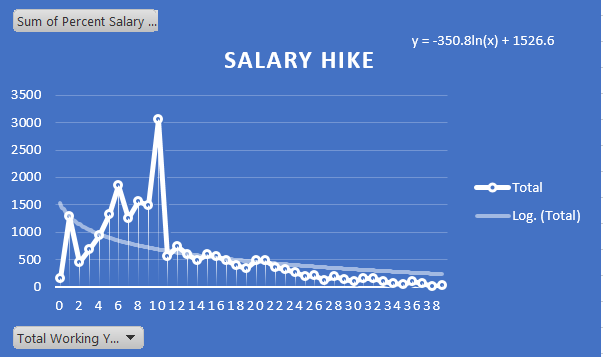 Sum of Percent Salary ...
y = -350.8ln(x) + 1526.6
SALARY HIKE
3500
3000
2500
2000
1500
1000
500
0
Total
Log. (Total)
0 2 4 6 8 10 12 14 16 18 20 22 24 26 28 30 32 34 36 38
Total Working Y...